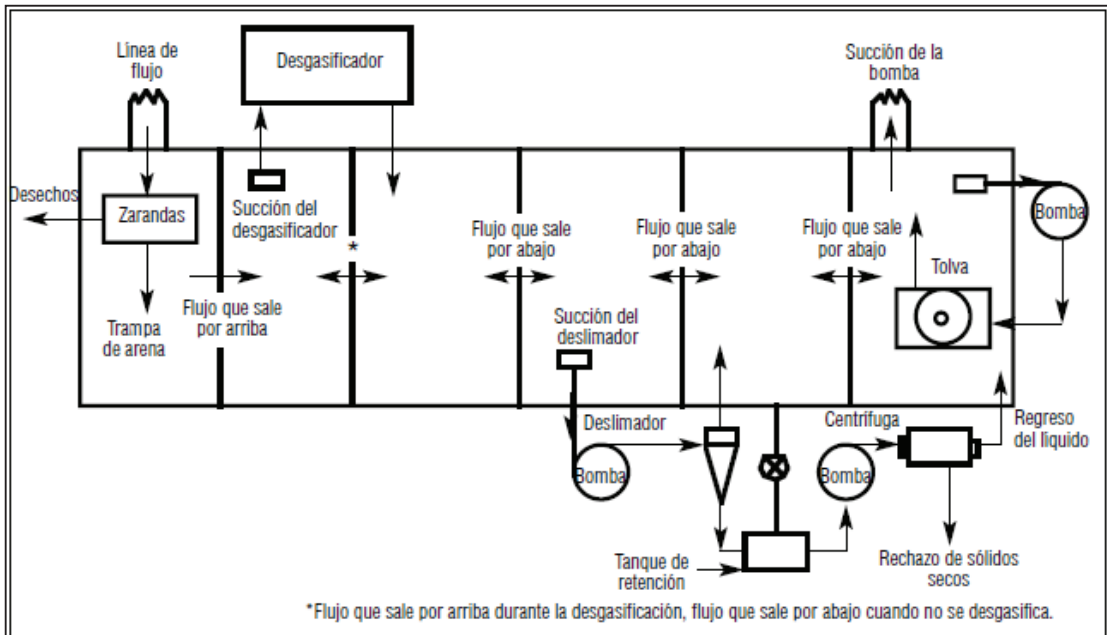 Linea de
flujo
Desgasificador
Succión de la
bomba
Desechos
Zarandas
Succión del
desgasificador
Bomba
Flujo que sale
por abajo
Flujo que sale
por abajo
Flujo que sale
por abajo
*
Tolva
Flujo que sale
por arriba
Trampa
de arena
Succión del
deslimador
Deslimador
Centrifuga
Regreso
del liquido
Bomba
Bomba
Tanque de
retención
Rechazo de sólidos
secos
*Flujo que sale por arriba durante la desgasificación, flujo que sale por abajo cuando no se desgasifica.